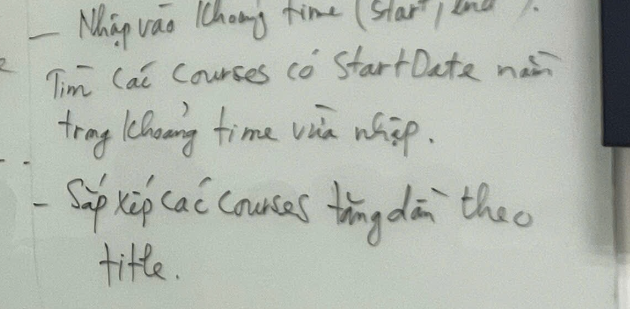 - Nhập vào khoảng time (start, end).
Tìm các courses có StartDate nằm
trong khoảng time vừa nhập.
- Sắp xếp các courses tăng dần theo
title.